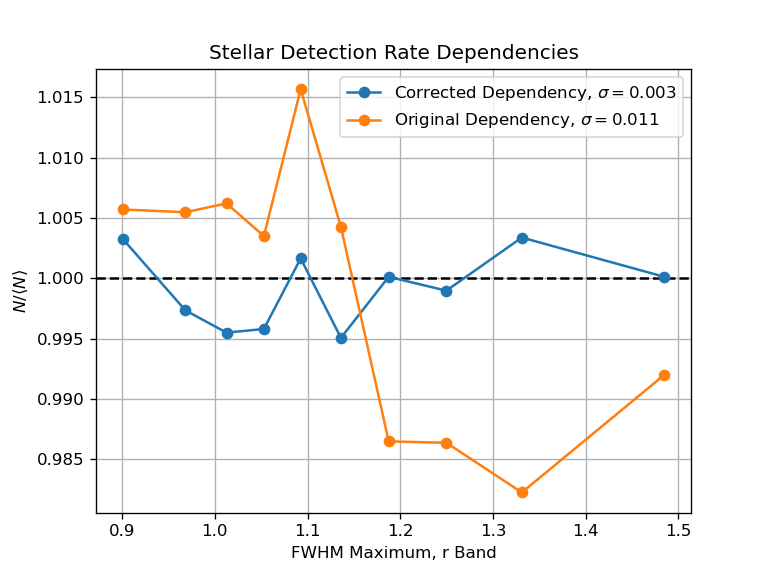 Stellar Detection Rate Dependencies
Corrected Dependency, σ = 0.003
Original Dependency, σ = 0.011
1.015
1.010
1.005
1.000
0.995
0.990
0.985
N/⟨N⟩
0.9 1.0 1.1 1.2 1.3 1.4 1.5
FWHM Maximum, r Band